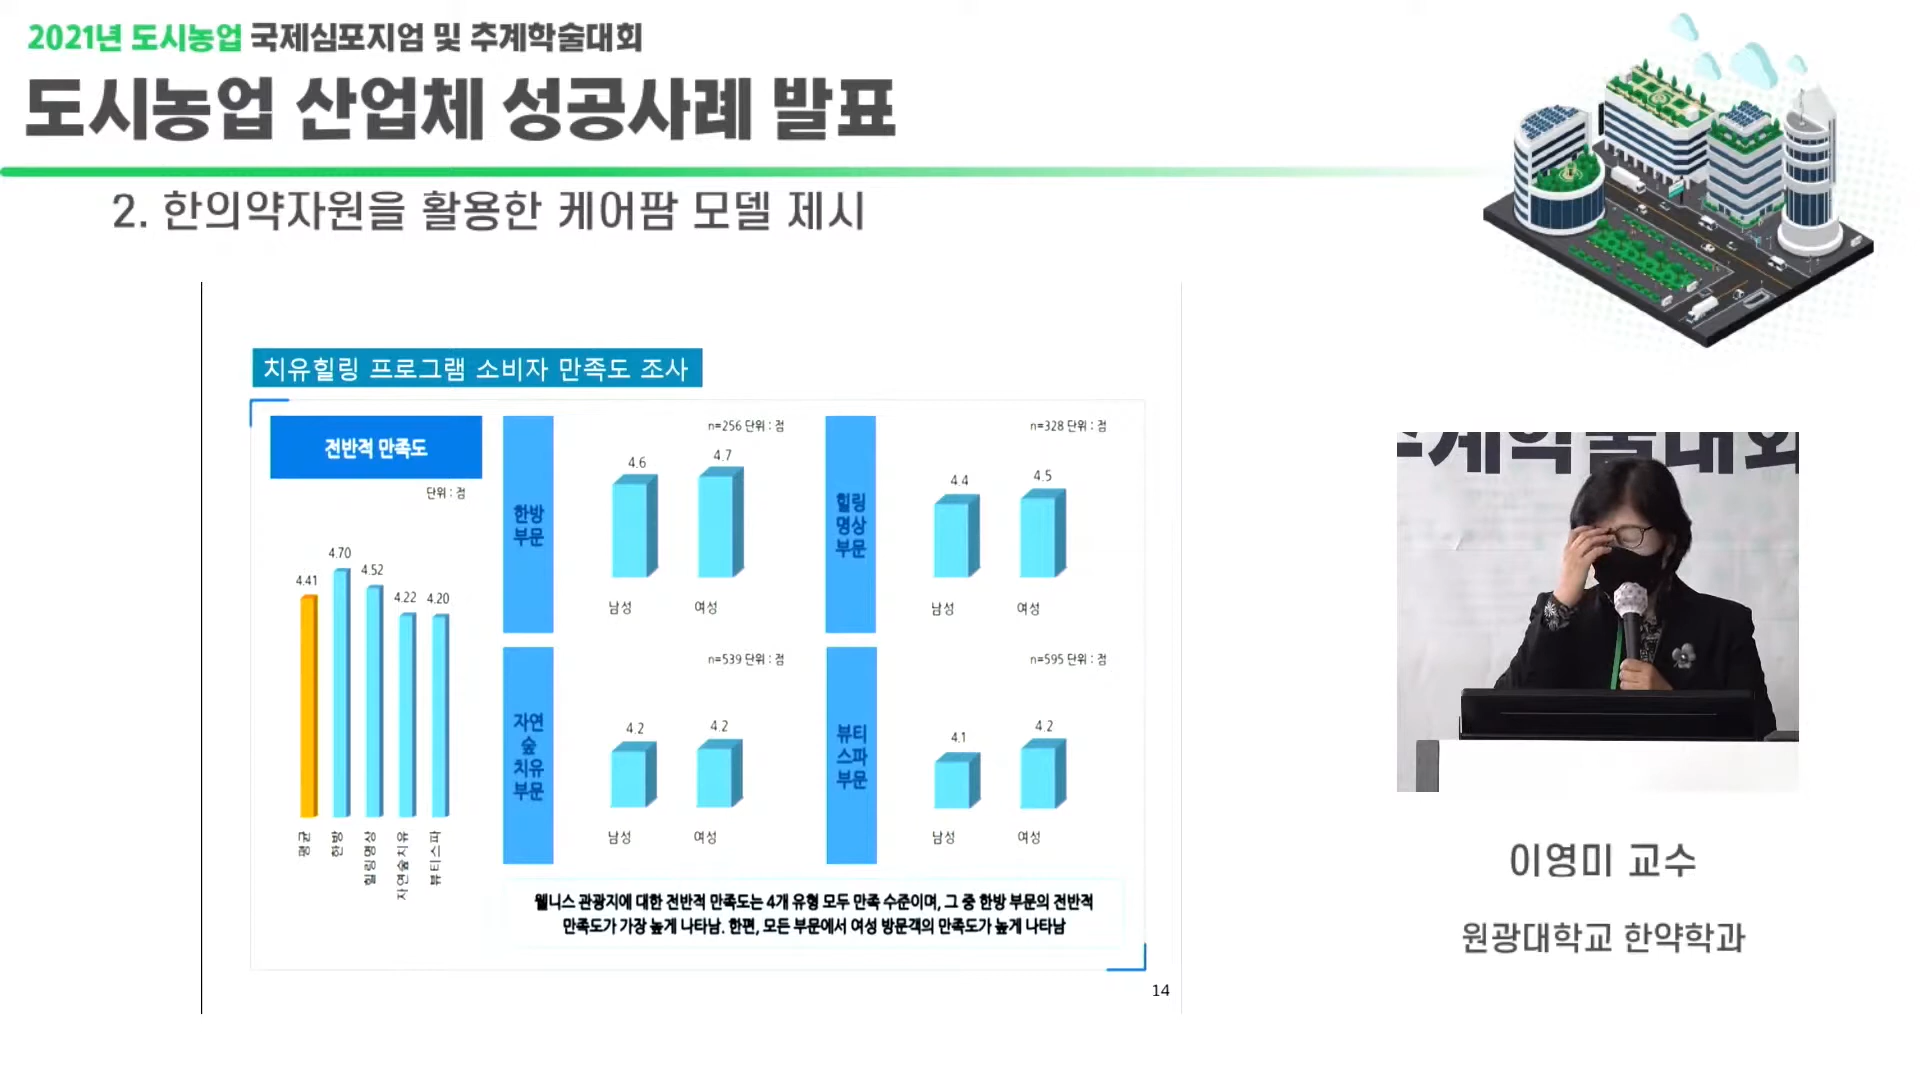 2021년 도시농업 국제심포지엄 및 추계학술대회
도시농업 산업체 성공사례 발표
2. 한의약자원을 활용한 케어팜 모델 제시
치유힐링 프로그램 소비자 만족도 조사
전반적 만족도
단위 : 점
4.41
4.70
4.52
4.22
4.20
평균
한방
힐링명상
자연숲치유
뷰티스파
한방
부문
n=256 단위 : 점
4.6
4.7
남성
여성
힐링
명상
부문
n=328 단위 : 점
4.4
4.5
남성
여성
자연
숲
치유
부문
n=539 단위 : 점
4.2
4.2
남성
여성
뷰티
스파
부문
n=595 단위 : 점
4.1
4.2
남성
여성
웰니스 관광지에 대한 전반적 만족도는 4개 유형 모두 만족 수준이며, 그 중 한방 부문의 전반적
만족도가 가장 높게 나타남. 한편, 모든 부문에서 여성 방문객의 만족도가 높게 나타남
14
추계학술대회
이영미 교수
원광대학교 한약학과